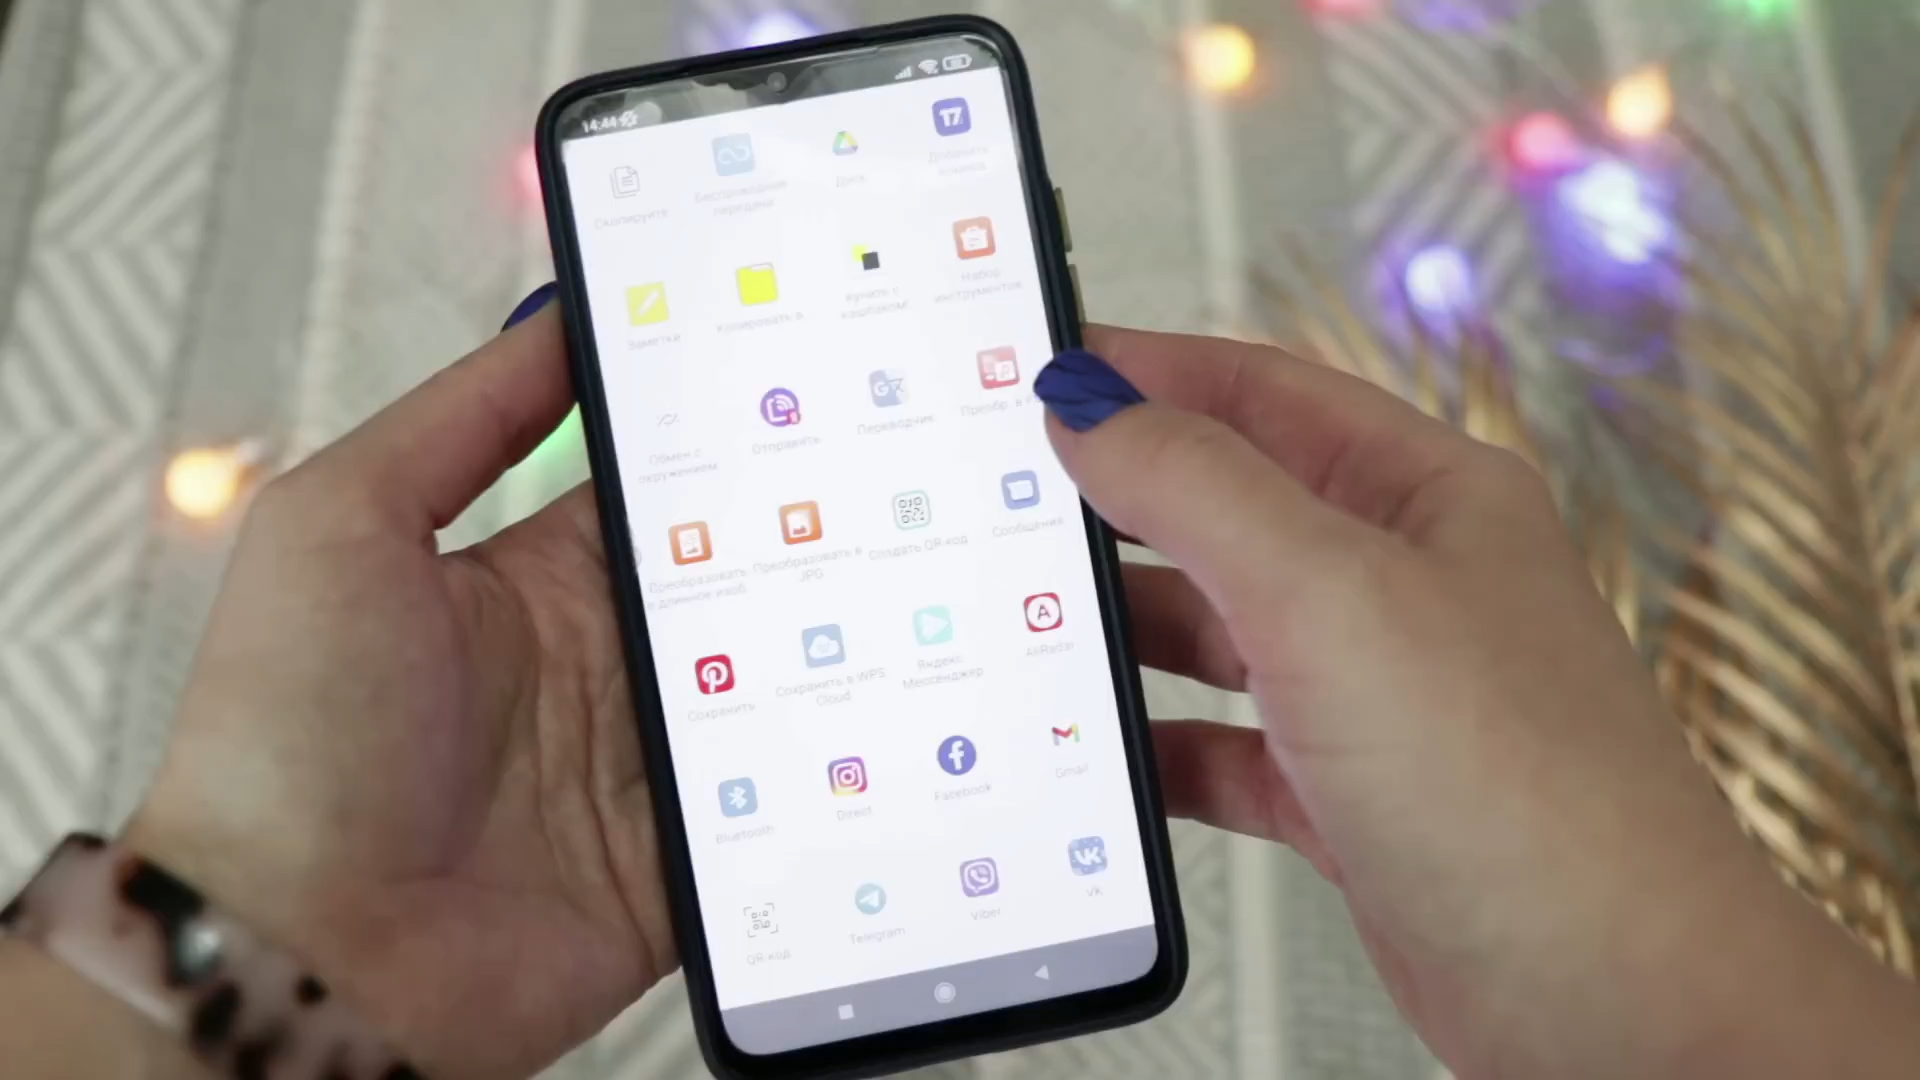 14:44
Скопируйте
Беспроводная
передача
Диск
Добавить
Заметки
Копировать в
Купить с
кэшбэком!
Набор
инструментов
Обмен с
окружением
Отправить
Переводчик
Преобр. в
Преобразовать
в длинное изоб.
Преобразовать в
JPG
Создать QR-код
Сообщения
Сохранить
Сохранить в WPS
Cloud
Яндекс
Мессенджер
AliRadar
Bluetooth
Direct
Facebook
Gmail
QR-код
Telegram
Viber
VK